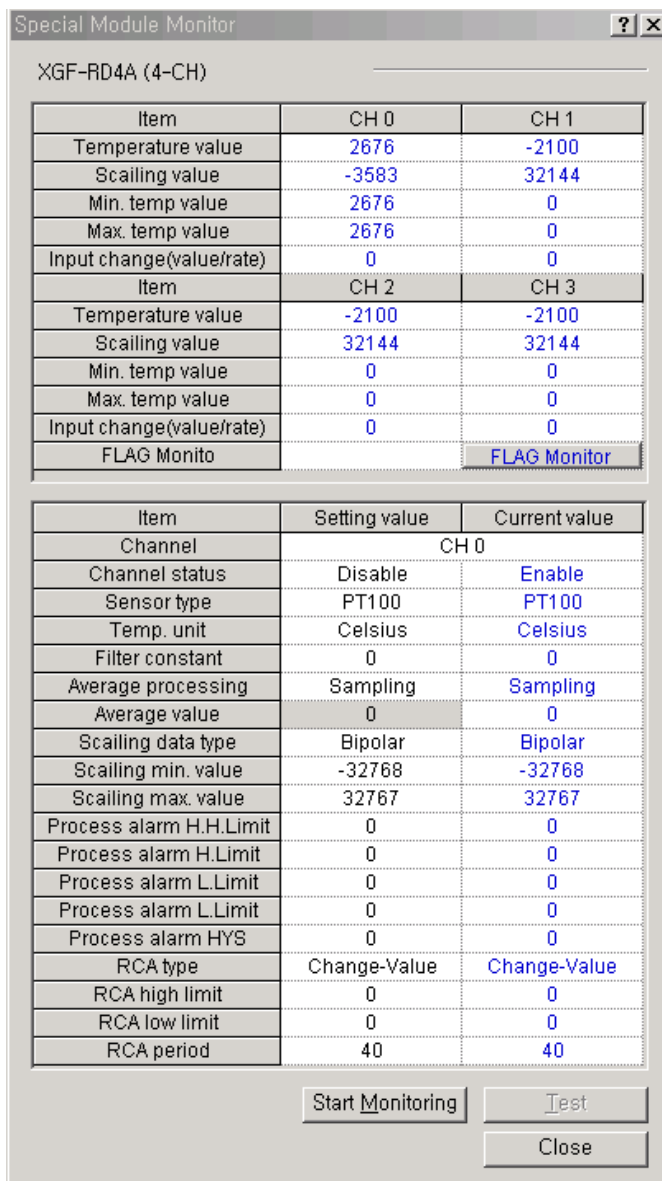 Special Module Monitor
XGF-RD4A (4-CH)
Item CH 0 CH 1
Temperature value 2676 -2100
Scailing value -3583 32144
Min. temp value 2676 0
Max. temp value 2676 0
Input change(value/rate) 0 0
Item CH 2 CH 3
Temperature value -2100 -2100
Scailing value 32144 32144
Min. temp value 0 0
Max. temp value 0 0
Input change(value/rate) 0 0
FLAG Monito FLAG Monitor
Item Setting value Current value
Channel CH 0
Channel status Disable Enable
Sensor type PT100 PT100
Temp. unit Celsius Celsius
Filter constant 0 0
Average processing Sampling Sampling
Average value 0 0
Scailing data type Bipolar Bipolar
Scailing min. value -32768 -32768
Scailing max. value 32767 32767
Process alarm H.H.Limit 0 0
Process alarm H.Limit 0 0
Process alarm L.Limit 0 0
Process alarm L.Limit 0 0
Process alarm HYS 0 0
RCA type Change-Value Change-Value
RCA high limit 0 0
RCA low limit 0 0
RCA period 40 40
Start Monitoring Test
Close